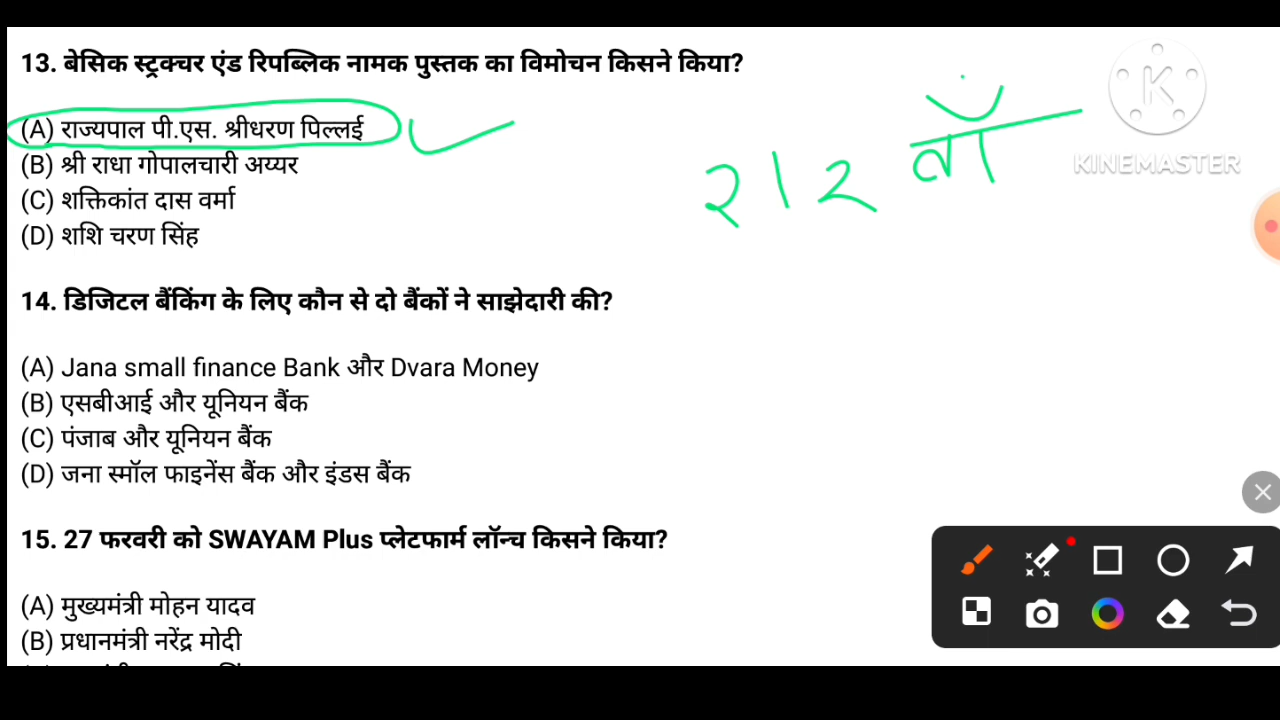 13. बेसिक स्ट्रक्चर एंड रिपब्लिक नामक पुस्तक का विमोचन किसने किया?
(A) राज्यपाल पी.एस. श्रीधरण पिल्लई
(B) श्री राधा गोपालचारी अय्यर
(C) शक्तिकांत दास वर्मा
(D) शशि चरण सिंह
212 वाँ
K
KINEMASTER
14. डिजिटल बैंकिंग के लिए कौन से दो बैंकों ने साझेदारी की?
(A) Jana small finance Bank और Dvara Money
(B) एसबीआई और यूनियन बैंक
(C) पंजाब और यूनियन बैंक
(D) जना स्मॉल फाइनेंस बैंक और इंडस बैंक
15. 27 फरवरी को SWAYAM Plus प्लेटफार्म लॉन्च किसने किया?
(A) मुख्यमंत्री मोहन यादव
(B) प्रधानमंत्री नरेंद्र मोदी